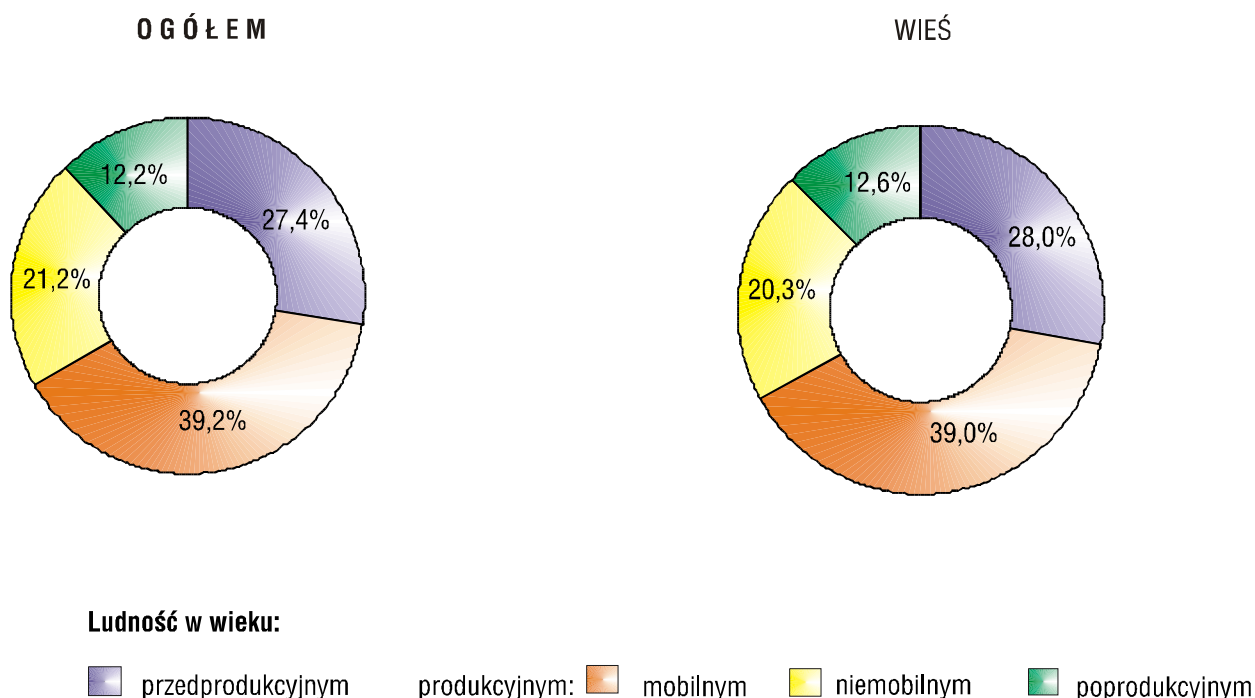 OGÓŁEM
WIEŚ
12,2%
27,4%
21,2%
39,2%
12,6%
28,0%
20,3%
39,0%
Ludność w wieku:
przedprodukcyjnym produkcyjnym: mobilnym niemobilnym poprodukcyjnym